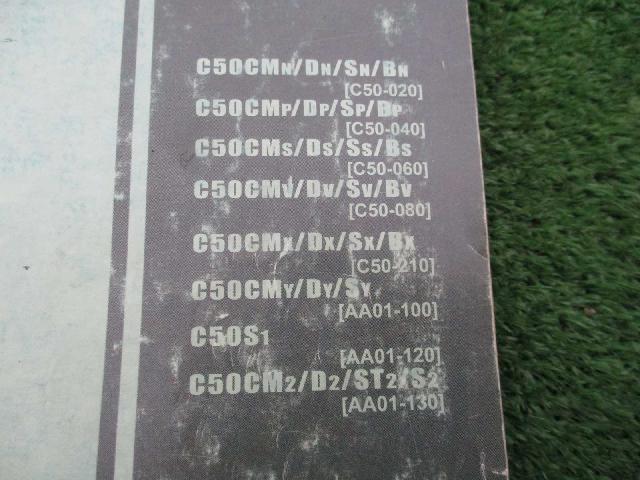 C50CMN/DN/SN/BN
[C50-020]
C50CMP/DP/SP/BP
[C50-040]
C50CMS/DS/SS/BS
[C50-060]
C50CMV/DV/SV/BV
[C50-080]
C50CMX/DX/SX/BX
[C50-210]
C50CMY/DY/SY
[AA01-100]
C50S1
[AA01-120]
C50CM2/D2/ST2/S2
[AA01-130]